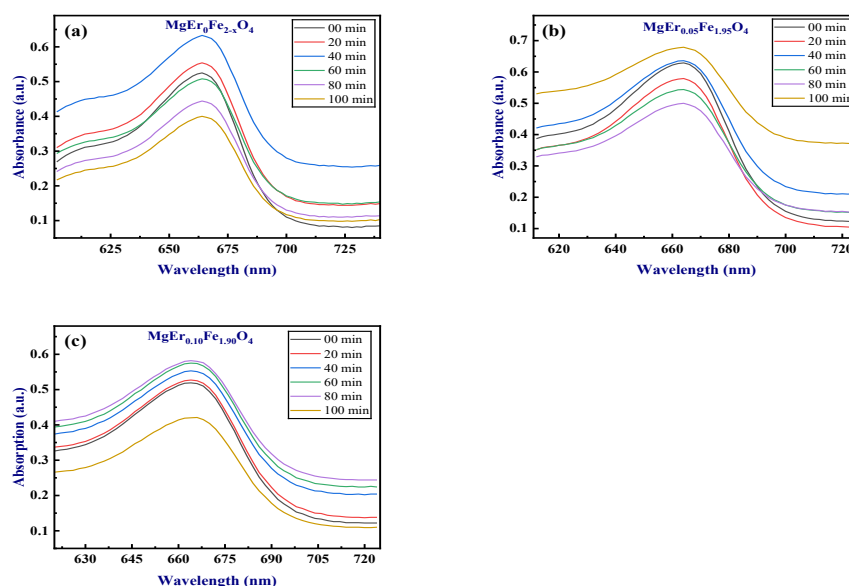 (a)
MgEr0Fe2-xO4
00 min
20 min
40 min
60 min
80 min
100 min
0.6
0.5
0.4
0.3
0.2
0.1
Absorbance (a.u.)
625 650 675 700 725
Wavelength (nm)
(b)
MgEr0.05Fe1.95O4
00 min
20 min
40 min
60 min
80 min
100 min
0.7
0.6
0.5
0.4
0.3
0.2
0.1
Absorbance (a.u.)
620 640 660 680 700 720
Wavelength (nm)
(c)
MgEr0.10Fe1.90O4
00 min
20 min
40 min
60 min
80 min
100 min
0.6
0.5
0.4
0.3
0.2
0.1
Absorption (a.u.)
630 645 660 675 690 705 720
Wavelength (nm)